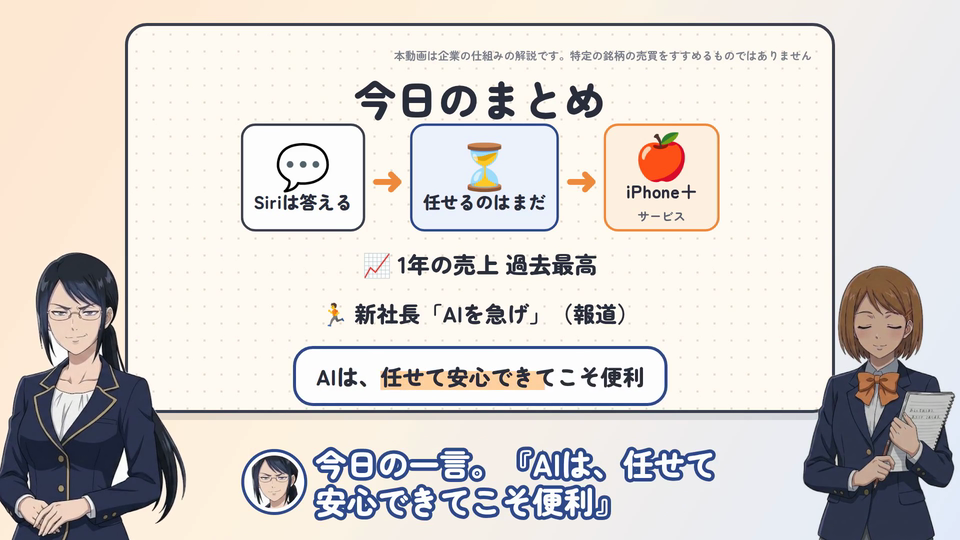 本動画は企業の仕組みの解説です。特定の銘柄の売買をすすめるものではありません
今日のまとめ
Siriは答える
任せるのはまだ
iPhone＋
サービス
1年の売上 過去最高
新社長「AIを急げ」（報道）
AIは、任せて安心できてこそ便利
今日の一言。『AIは、任せて
安心できてこそ便利』